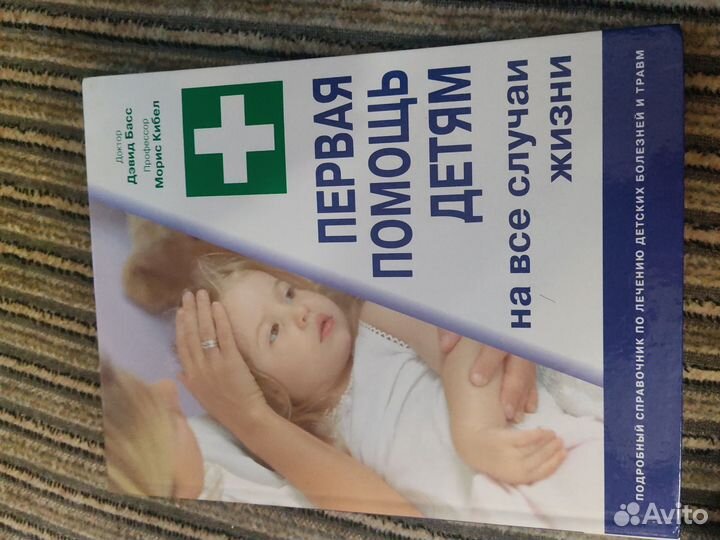 Доктор
Дэвид Басс
Профессор
Морис Кибел
ПЕРВАЯ
ПОМОЩЬ
ДЕТЯМ
на все случаи
жизни
ПОДРОБНЫЙ СПРАВОЧНИК ПО ЛЕЧЕНИЮ ДЕТСКИХ БОЛЕЗНЕЙ И ТРАВМ
Avito